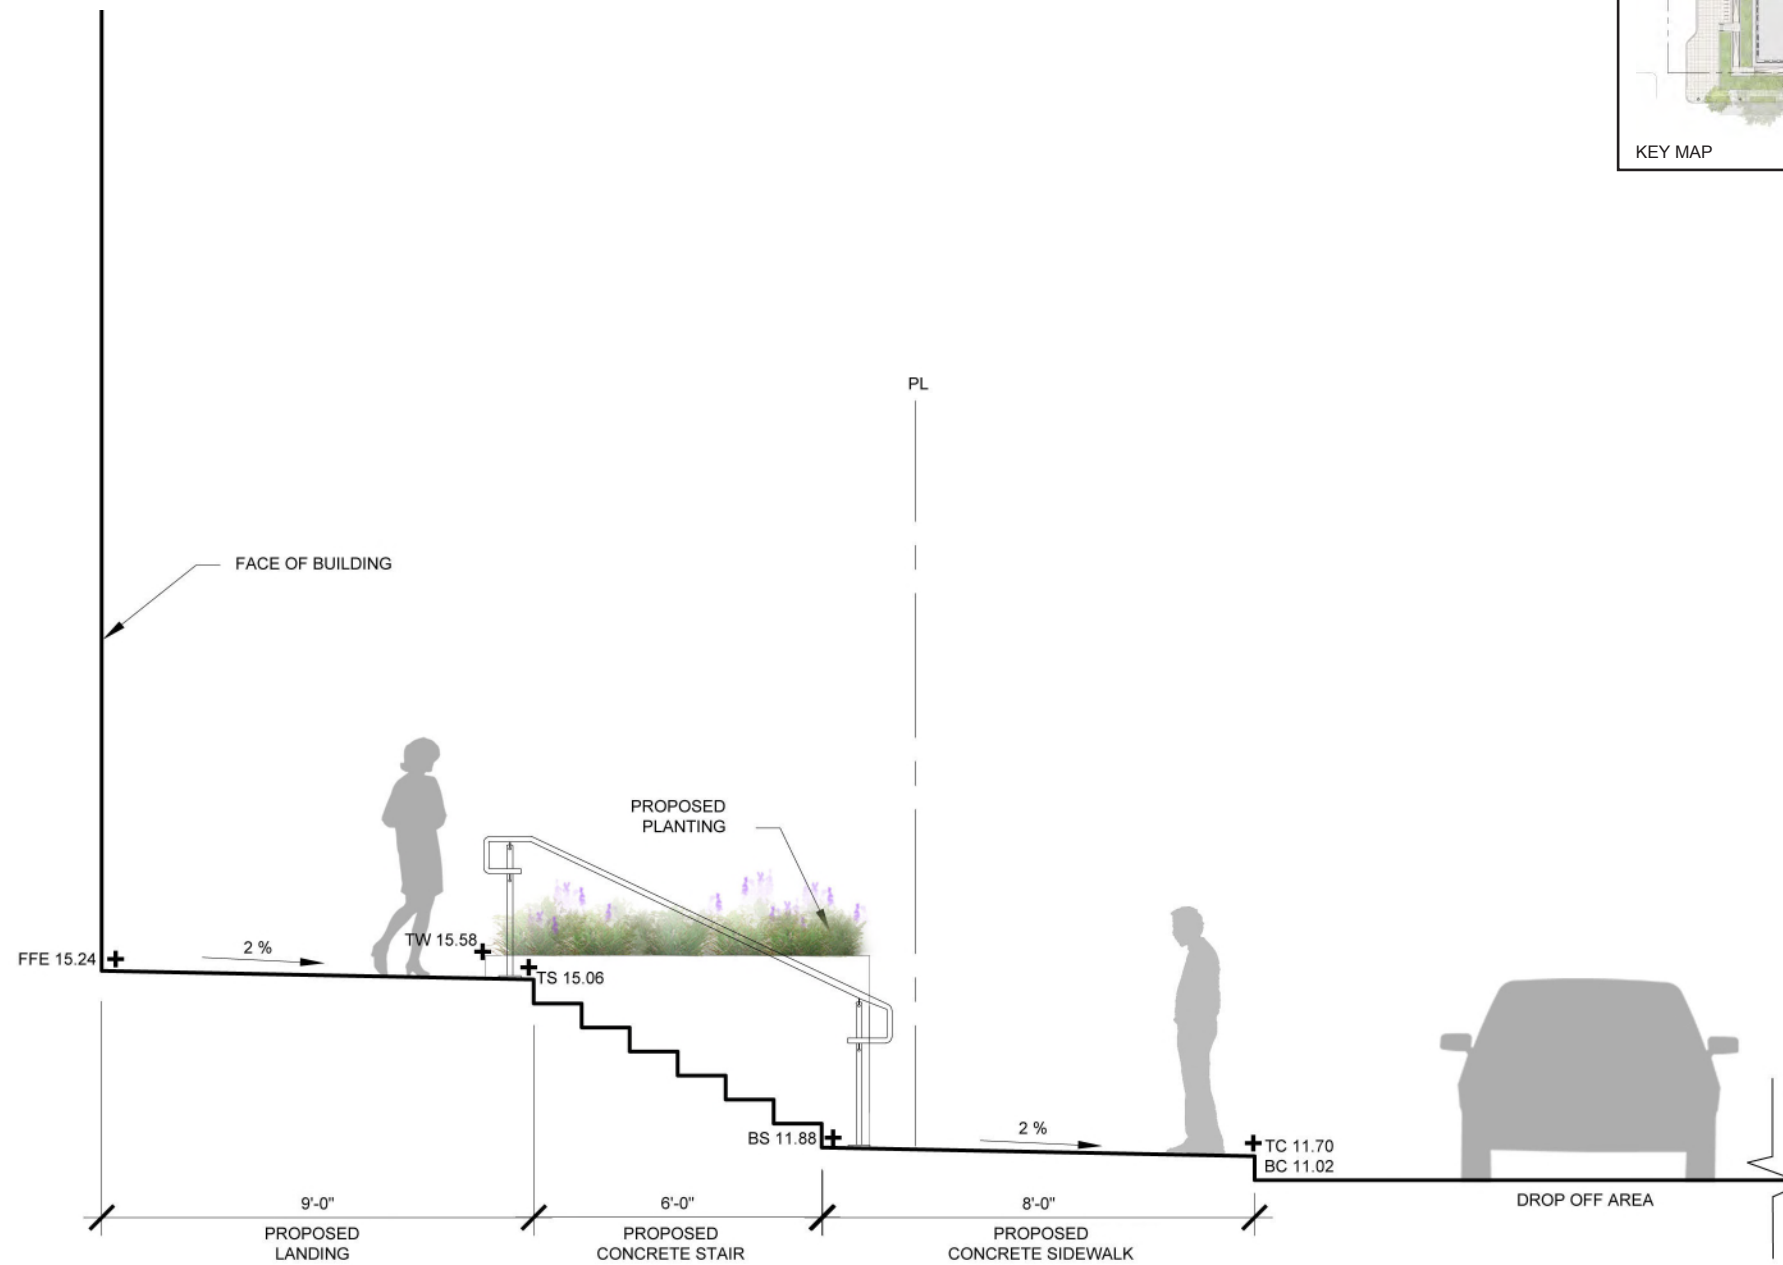 KEY MAP
PL
FACE OF BUILDING
PROPOSED
PLANTING
TW 15.58
FFE 15.24
2 %
TS 15.06
BS 11.88
2 %
TC 11.70
BC 11.02
DROP OFF AREA
9'-0"
6'-0"
8'-0"
PROPOSED
LANDING
PROPOSED
CONCRETE STAIR
PROPOSED
CONCRETE SIDEWALK